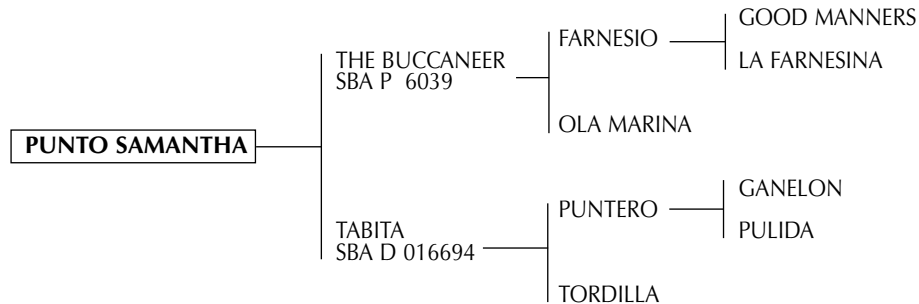 PUNTO SAMANTHA
THE BUCCANEER
SBA P 6039
FARNESIO
GOOD MANNERS
LA FARNESINA
OLA MARINA
TABITA
SBA D 016694
PUNTERO
GANELON
PULIDA
TORDILLA